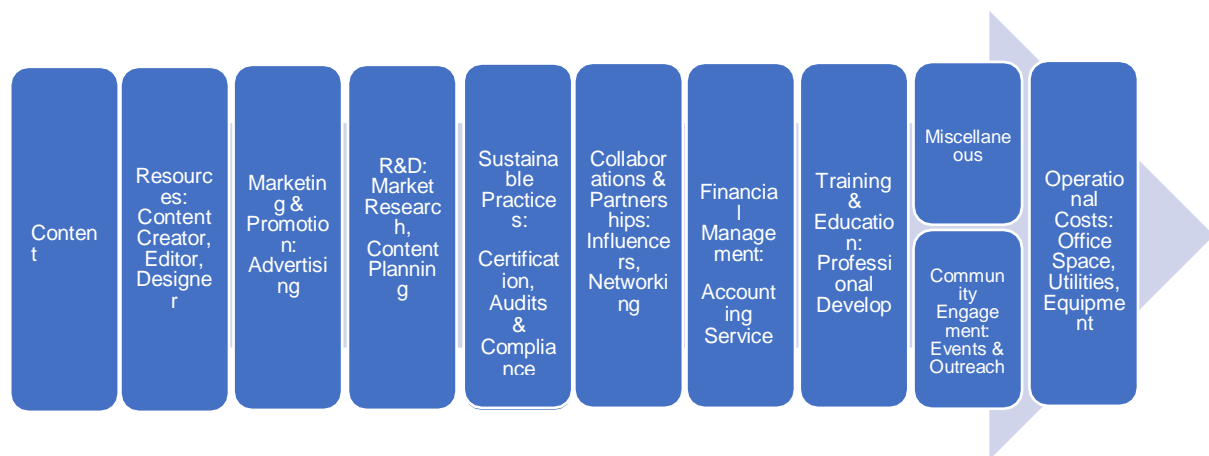 Conten
t
Resourc
es:
Content
Creator,
Editor,
Designe
r
Marketin
g &
Promotio
n:
Advertisi
ng
R&D:
Market
Researc
h,
Content
Plannin
g
Sustaina
ble
Practice
s:
Certificat
ion,
Audits
&
Complia
nce
Collabor
ations &
Partners
hips:
Influence
rs,
Networki
ng
Financia
l
Manage
ment:
Account
ing
Service
Training
&
Educatio
n:
Professi
onal
Develop
Miscellane
ous
Commun
ity
Engage
ment:
Events &
Outreach
Operatio
nal
Costs:
Office
Space,
Utilities,
Equipme
nt